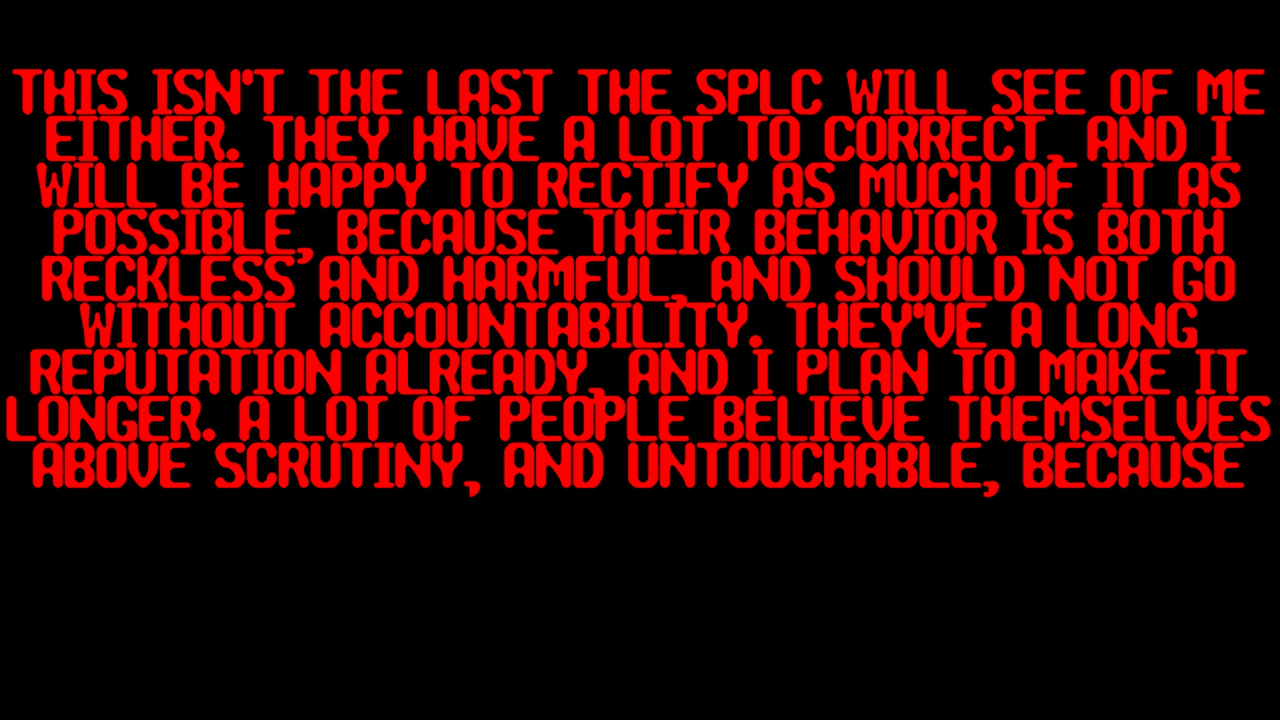 THIS ISN'T THE LAST THE SPLC WILL SEE OF ME
EITHER. THEY HAVE A LOT TO CORRECT, AND I
WILL BE HAPPY TO RECTIFY AS MUCH OF IT AS
POSSIBLE, BECAUSE THEIR BEHAVIOR IS BOTH
RECKLESS AND HARMFUL, AND SHOULD NOT GO
WITHOUT ACCOUNTABILITY. THEY'VE A LONG
REPUTATION ALREADY, AND I PLAN TO MAKE IT
LONGER. A LOT OF PEOPLE BELIEVE THEMSELVES
ABOVE SCRUTINY, AND UNTOUCHABLE, BECAUSE